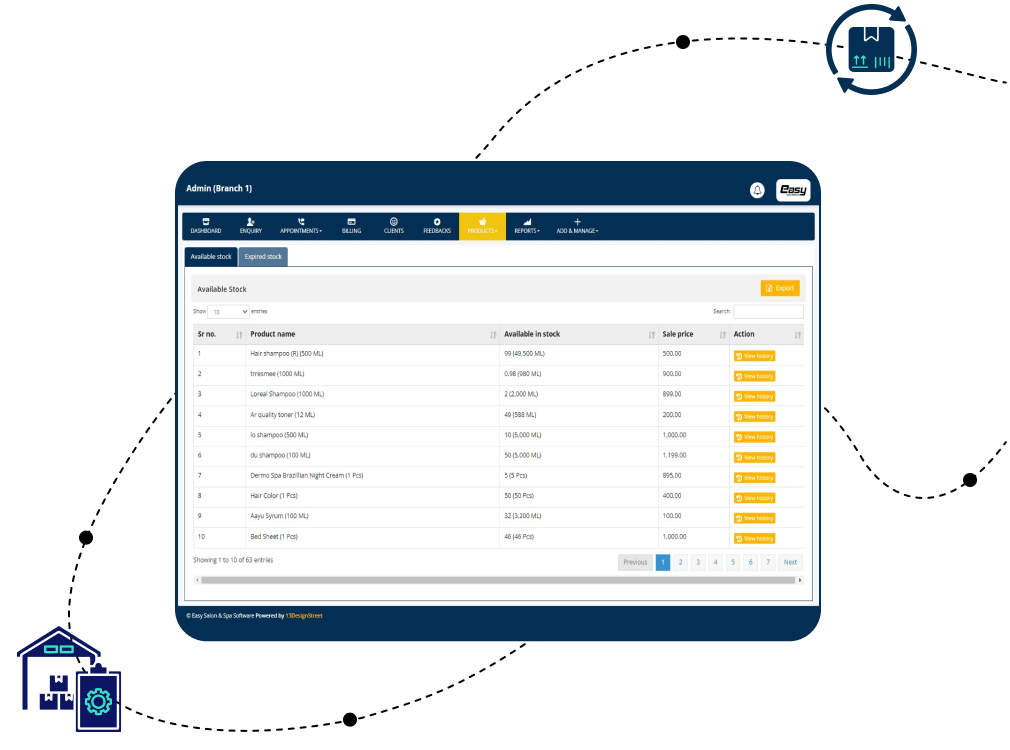 Admin (Branch 1)
easy
DASHBOARD ENQUIRY APPOINTMENTS BILLING CLIENTS FEEDBACKS PRODUCTS REPORTS ADD & MANAGE
Available stock Expired stock
Available Stock Export
Show 10 entries Search:
Sr no. Product name Available in stock Sale price Action
1 Hair shampoo (R) (500 ML) 99 (49,500 ML) 500.00 View history
2 trresmee (1000 ML) 0.98 (980 ML) 900.00 View history
3 Loreal Shampoo (1000 ML) 2 (2,000 ML) 899.00 View history
4 Ar quality toner (12 ML) 49 (588 ML) 200.00 View history
5 lo shampoo (500 ML) 10 (5,000 ML) 1,000.00 View history
6 du shampoo (100 ML) 50 (5,000 ML) 1,199.00 View history
7 Dermo Spa Brazillian Night Cream (1 Pcs) 5 (5 Pcs) 895.00 View history
8 Hair Color (1 Pcs) 50 (50 Pcs) 400.00 View history
9 Aayu Syrum (100 ML) 32 (3,200 ML) 100.00 View history
10 Bed Sheet (1 Pcs) 46 (46 Pcs) 1,000.00 View history
Showing 1 to 10 of 63 entries Previous 1 2 3 4 5 6 7 Next
© Easy Salon & Spa Software Powered by 13DesignStreet